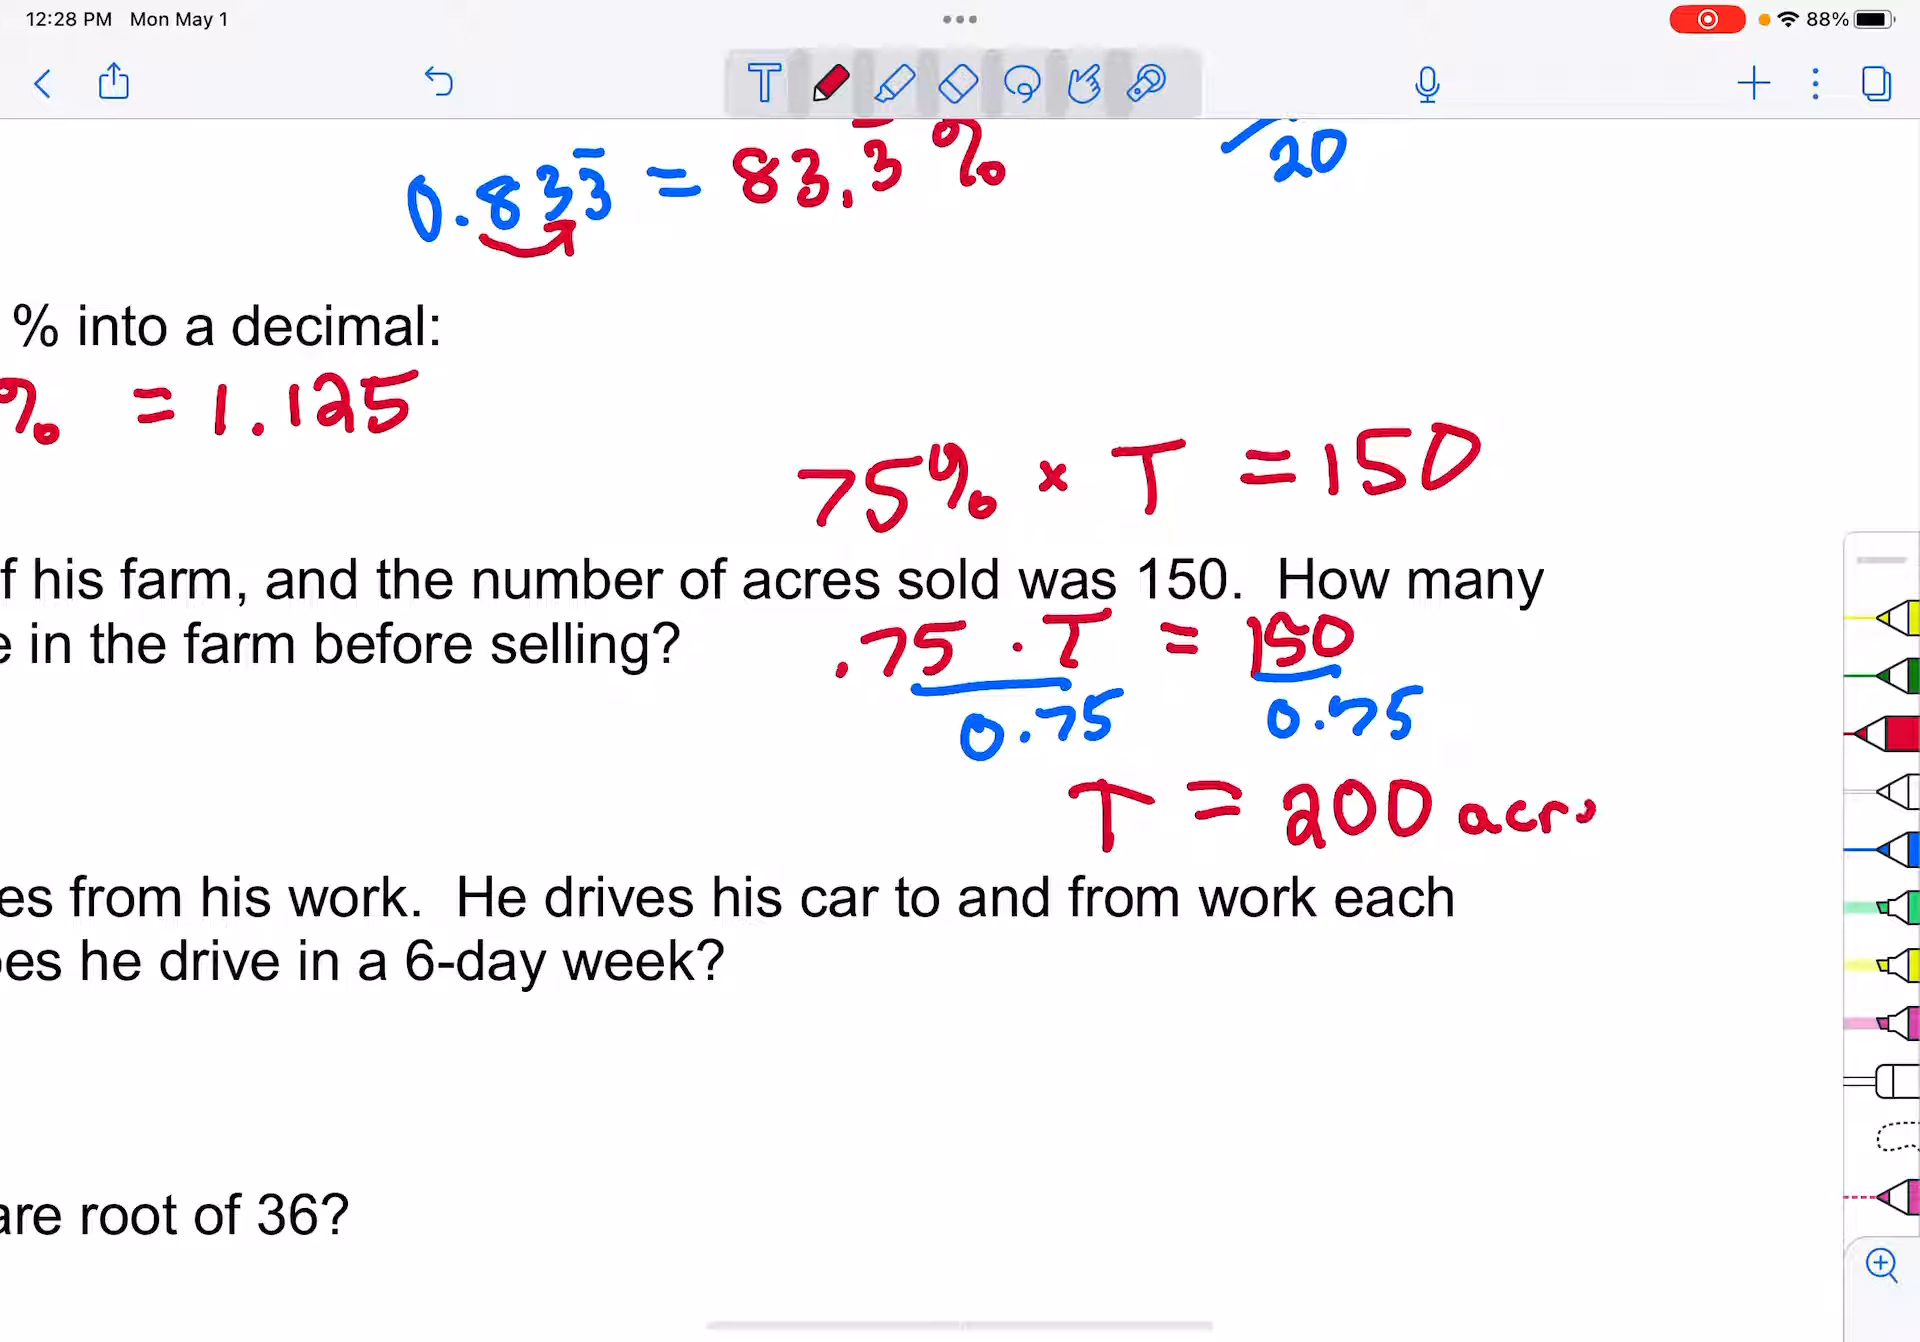 12:28 PM Mon May 1
88%
0.833̅ = 83.3̅ %
20
% into a decimal:
% = 1.125
75% × T = 150
f his farm, and the number of acres sold was 150. How many
e in the farm before selling?
.75 · T = 150
0.75 0.75
T = 200 acr
es from his work. He drives his car to and from work each
oes he drive in a 6-day week?
are root of 36?